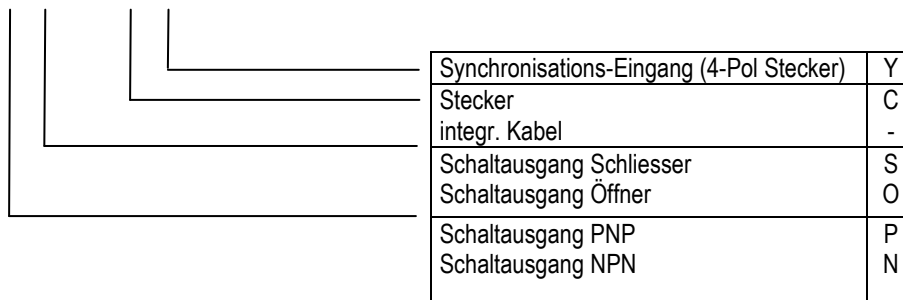 Synchronisations-Eingang (4-Pol Stecker) Y
Stecker C
integr. Kabel -
Schaltausgang Schliesser S
Schaltausgang Öffner O
Schaltausgang PNP P
Schaltausgang NPN N